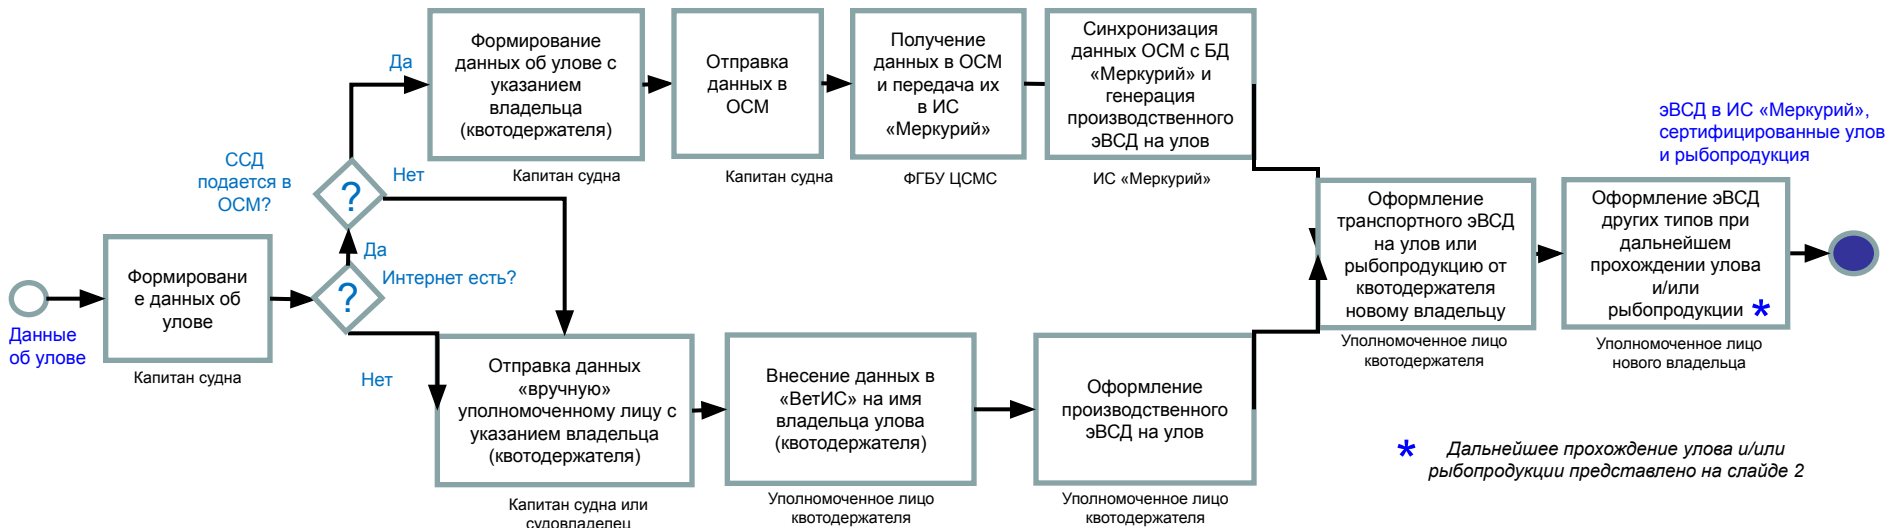 Данные
об улове
Формировани
е данных об
улове
Капитан судна
?
Интернет есть?
Да
Нет
ССД
подается в
ОСМ?
?
Да
Нет
Формирование
данных об улове с
указанием
владельца
(квотодержателя)
Капитан судна
Отправка
данных в
ОСМ
Капитан судна
Получение
данных в ОСМ
и передача их
в ИС
«Меркурий»
ФГБУ ЦСМС
Синхронизация
данных ОСМ с БД
«Меркурий» и
генерация
производственного
эВСД на улов
ИС «Меркурий»
Отправка данных
«вручную»
уполномоченному лицу с
указанием владельца
(квотодержателя)
Капитан судна или
судовладелец
Внесение данных в
«ВетИС» на имя
владельца улова
(квотодержателя)
Уполномоченное лицо
квотодержателя
Оформление
производственного
эВСД на улов
Уполномоченное лицо
квотодержателя
Оформление
транспортного эВСД
на улов или
рыбопродукцию от
квотодержателя
новому владельцу
Уполномоченное лицо
квотодержателя
Оформление эВСД
других типов при
дальнейшем
прохождении улова
и/или
рыбопродукции *
Уполномоченное лицо
нового владельца
эВСД в ИС «Меркурий»,
сертифицированные улов
и рыбопродукция
* Дальнейшее прохождение улова и/или
рыбопродукции представлено на слайде 2